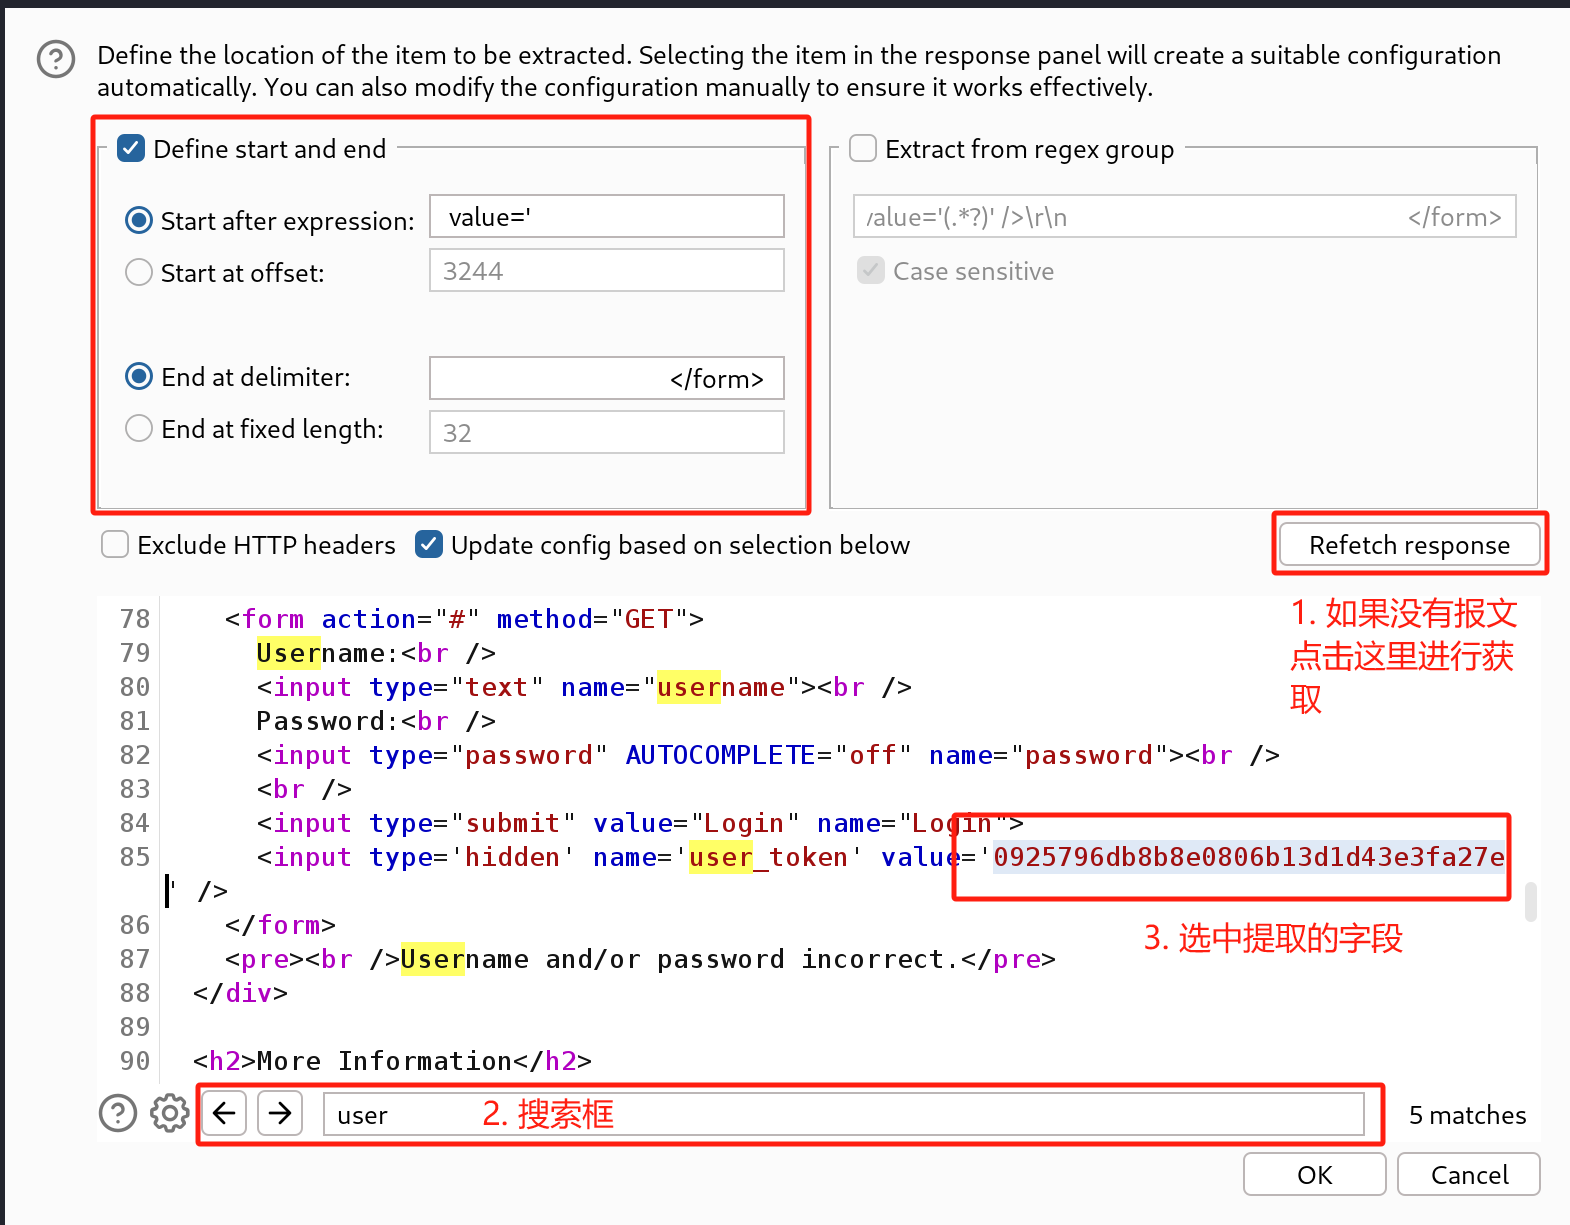 Define the location of the item to be extracted. Selecting the item in the response panel will create a suitable configuration
automatically. You can also modify the configuration manually to ensure it works effectively.
Define start and end
Extract from regex group
Start after expression: value='
value='(.*?)' />\r\n </form>
Start at offset: 3244
Case sensitive
End at delimiter: </form>
End at fixed length: 32
Exclude HTTP headers
Update config based on selection below
Refetch response
1. 如果没有报文
点击这里进行获
取
78 <form action="#" method="GET">
79 Username:<br />
80 <input type="text" name="username"><br />
81 Password:<br />
82 <input type="password" AUTOCOMPLETE="off" name="password"><br />
83 <br />
84 <input type="submit" value="Login" name="Login">
85 <input type='hidden' name='user_token' value='0925796db8b8e0806b13d1d43e3fa27e
' />
86 </form>
3. 选中提取的字段
87 <pre><br />Username and/or password incorrect.</pre>
88 </div>
89
90 <h2>More Information</h2>
user
2. 搜索框
5 matches
OK
Cancel